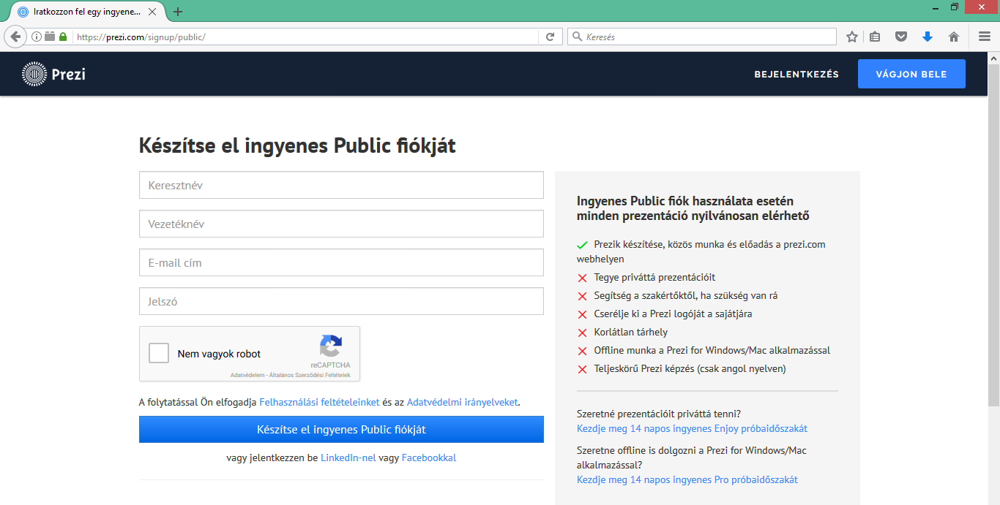 Iratkozzon fel egy ingyene...
https://prezi.com/signup/public/
Keresés
Prezi
BEJELENTKEZÉS
VÁGJON BELE
Készítse el ingyenes Public fiókját
Keresztnév
Vezetéknév
E-mail cím
Jelszó
Nem vagyok robot
reCAPTCHA
Adatvédelem - Általános Szerződési Feltételek
A folytatással Ön elfogadja Felhasználási feltételeinket és az Adatvédelmi irányelveket.
Készítse el ingyenes Public fiókját
vagy jelentkezzen be LinkedIn-nel vagy Facebookkal
Ingyenes Public fiók használata esetén
minden prezentáció nyilvánosan elérhető
Prezik készítése, közös munka és előadás a prezi.com
webhelyen
Tegye priváttá prezentációit
Segítség a szakértőktől, ha szükség van rá
Cserélje ki a Prezi logóját a sajátjára
Korlátlan tárhely
Offline munka a Prezi for Windows/Mac alkalmazással
Teljeskörű Prezi képzés (csak angol nyelven)
Szeretné prezentációit priváttá tenni?
Kezdje meg 14 napos ingyenes Enjoy próbaidőszakát
Szeretne offline is dolgozni a Prezi for Windows/Mac
alkalmazással?
Kezdje meg 14 napos ingyenes Pro próbaidőszakát